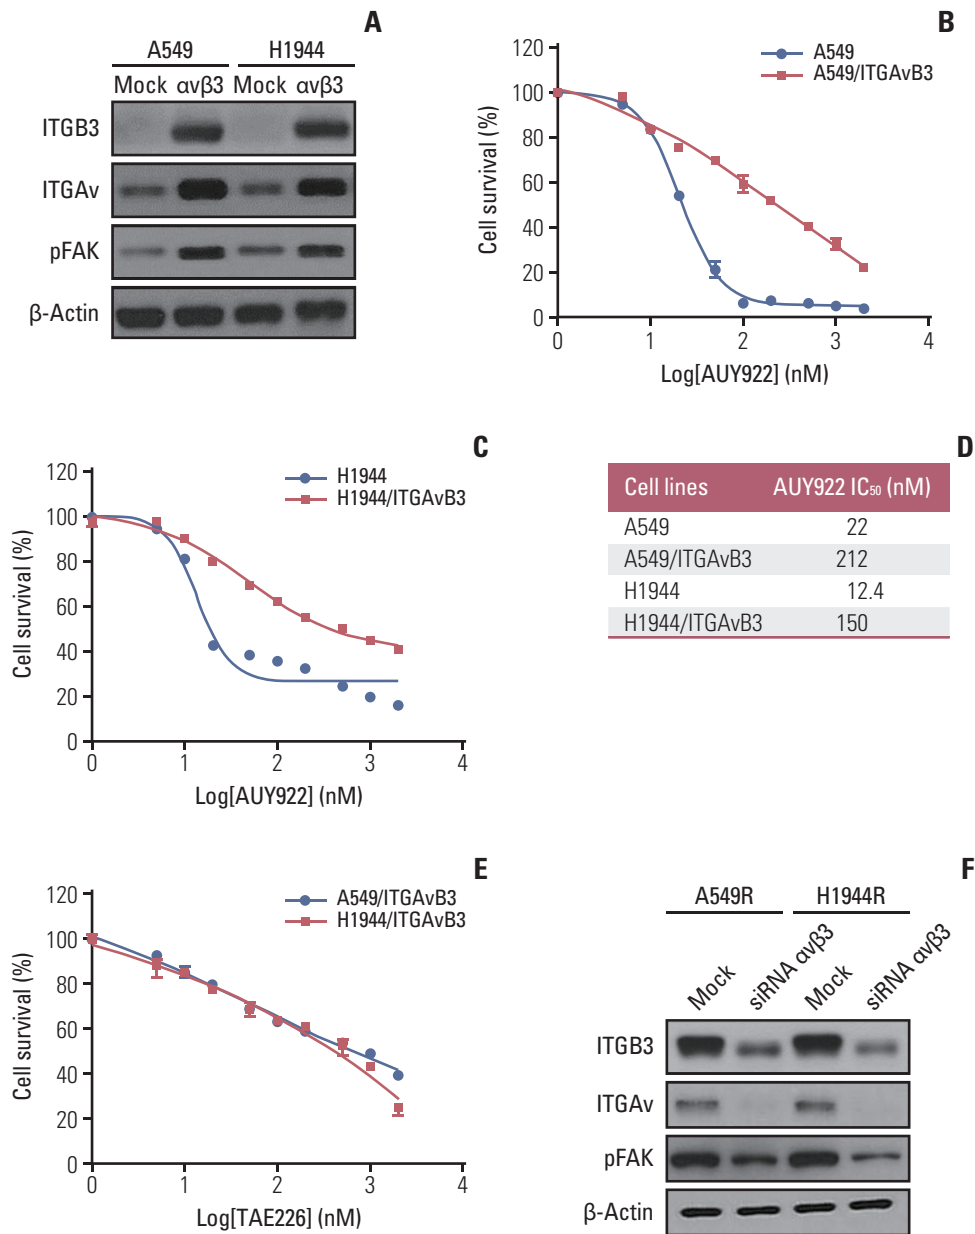 A
A549 H1944
Mock αvβ3 Mock αvβ3
ITGB3
ITGAv
pFAK
β-Actin
B
A549
A549/ITGAvB3
Cell survival (%)
120
100
80
60
40
20
0
0 1 2 3 4
Log[AUY922] (nM)
C
H1944
H1944/ITGAvB3
Cell survival (%)
120
100
80
60
40
20
0
0 1 2 3 4
Log[AUY922] (nM)
D
Cell lines AUY922 IC₅₀ (nM)
A549 22
A549/ITGAvB3 212
H1944 12.4
H1944/ITGAvB3 150
E
A549/ITGAvB3
H1944/ITGAvB3
Cell survival (%)
120
100
80
60
40
20
0
0 1 2 3 4
Log[TAE226] (nM)
F
A549R H1944R
Mock siRNA αvβ3 Mock siRNA αvβ3
ITGB3
ITGAv
pFAK
β-Actin